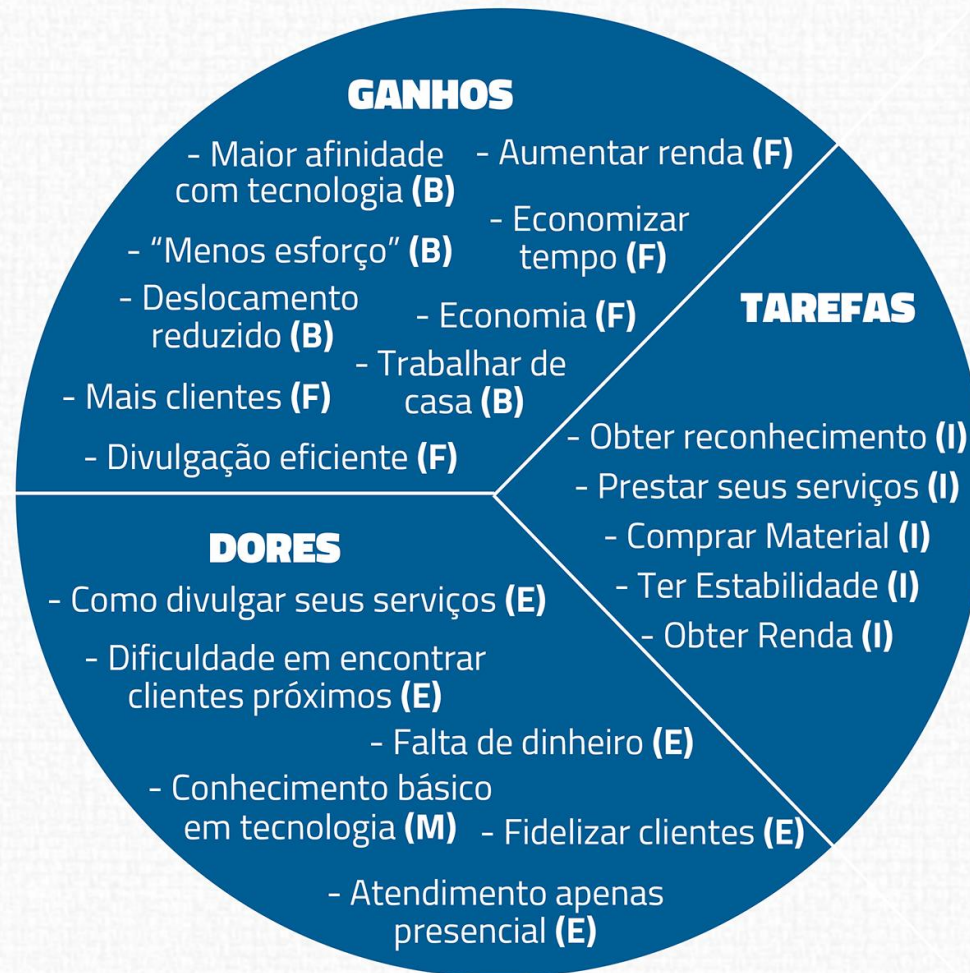 GANHOS
- Maior afinidade
com tecnologia (B)
- Aumentar renda (F)
- Economizar
tempo (F)
- “Menos esforço” (B)
- Deslocamento
reduzido (B)
- Economia (F)
- Trabalhar de
casa (B)
- Mais clientes (F)
- Divulgação eficiente (F)
TAREFAS
- Obter reconhecimento (I)
- Prestar seus serviços (I)
- Comprar Material (I)
- Ter Estabilidade (I)
- Obter Renda (I)
DORES
- Como divulgar seus serviços (E)
- Dificuldade em encontrar
clientes próximos (E)
- Falta de dinheiro (E)
- Conhecimento básico
em tecnologia (M)
- Fidelizar clientes (E)
- Atendimento apenas
presencial (E)